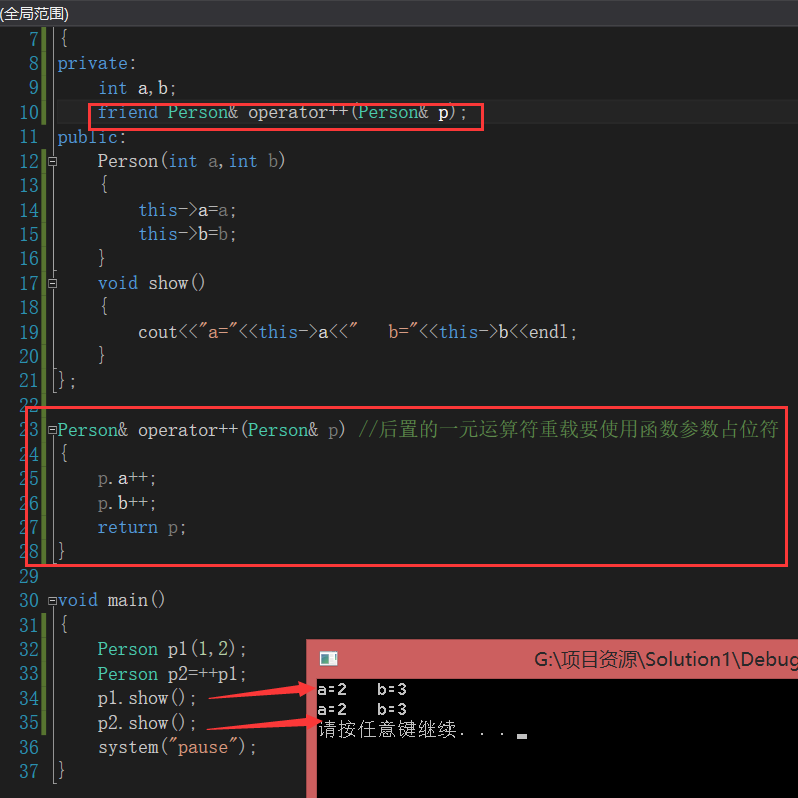 (全局范围)
7 {
8 private:
9 int a,b;
10 friend Person& operator++(Person& p);
11 public:
12 Person(int a,int b)
13 {
14 this->a=a;
15 this->b=b;
16 }
17 void show()
18 {
19 cout<<"a="<<this->a<<"   b="<<this->b<<endl;
20 }
21 };
22
23 Person& operator++(Person& p) //后置的一元运算符重载要使用函数参数占位符
24 {
25 p.a++;
26 p.b++;
27 return p;
28 }
29
30 void main()
31 {
32 Person p1(1,2);
33 Person p2=++p1;
34 p1.show();
35 p2.show();
36 system("pause");
37 }
G:\项目资源\Solution1\Debug
a=2   b=3
a=2   b=3
请按任意键继续. . .